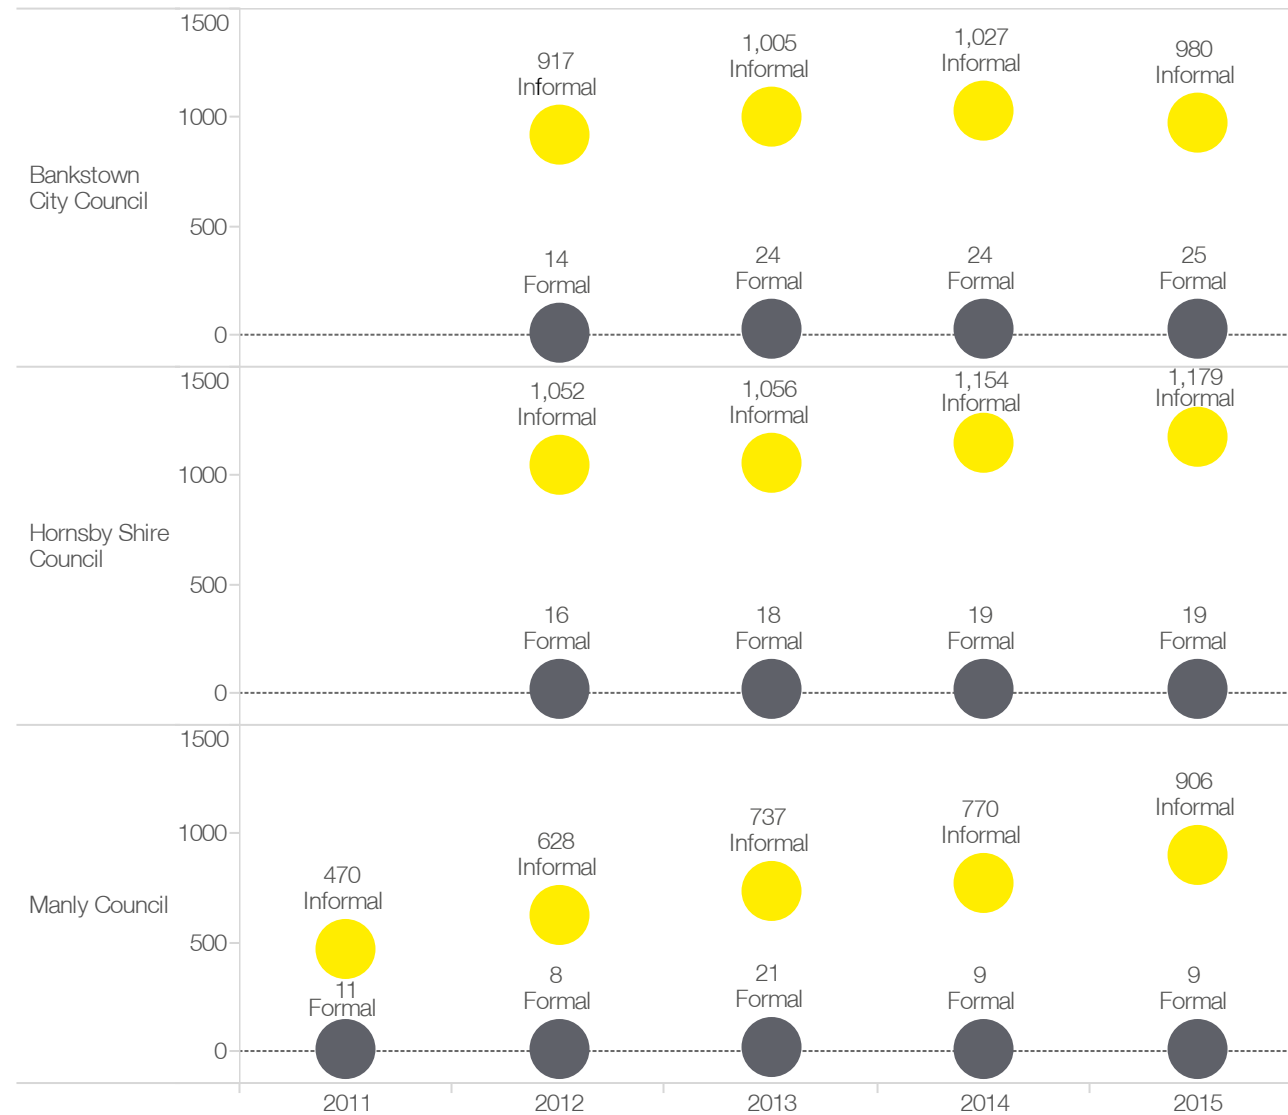 1500
917
Informal
1,005
Informal
1,027
Informal
980
Informal
1000
Bankstown
City Council
500
14
Formal
24
Formal
24
Formal
25
Formal
0
1500
1,052
Informal
1,056
Informal
1,154
Informal
1,179
Informal
1000
Hornsby Shire
Council
500
16
Formal
18
Formal
19
Formal
19
Formal
0
1500
470
Informal
628
Informal
737
Informal
770
Informal
906
Informal
1000
Manly Council
500
11
Formal
8
Formal
21
Formal
9
Formal
9
Formal
0
2011
2012
2013
2014
2015